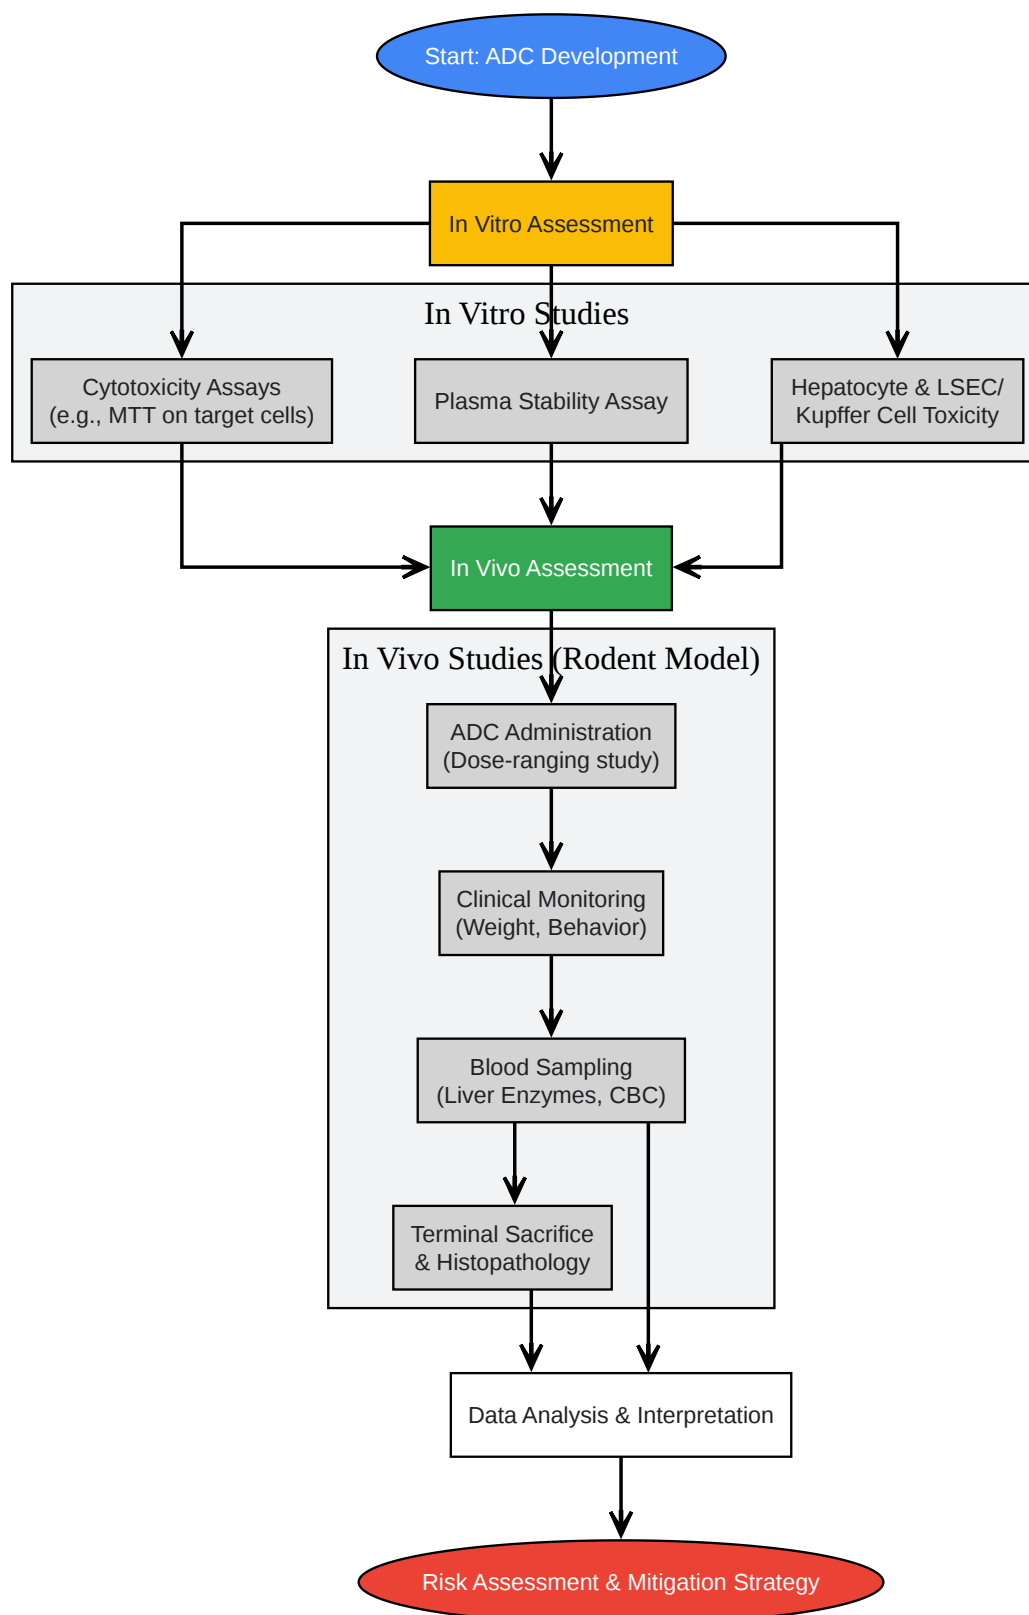 Start: ADC Development
In Vitro Assessment
In Vitro Studies
Cytotoxicity Assays
(e.g., MTT on target cells)
Plasma Stability Assay
Hepatocyte & LSEC/
Kupffer Cell Toxicity
In Vivo Assessment
In Vivo Studies (Rodent Model)
ADC Administration
(Dose-ranging study)
Clinical Monitoring
(Weight, Behavior)
Blood Sampling
(Liver Enzymes, CBC)
Terminal Sacrifice
& Histopathology
Data Analysis & Interpretation
Risk Assessment & Mitigation Strategy